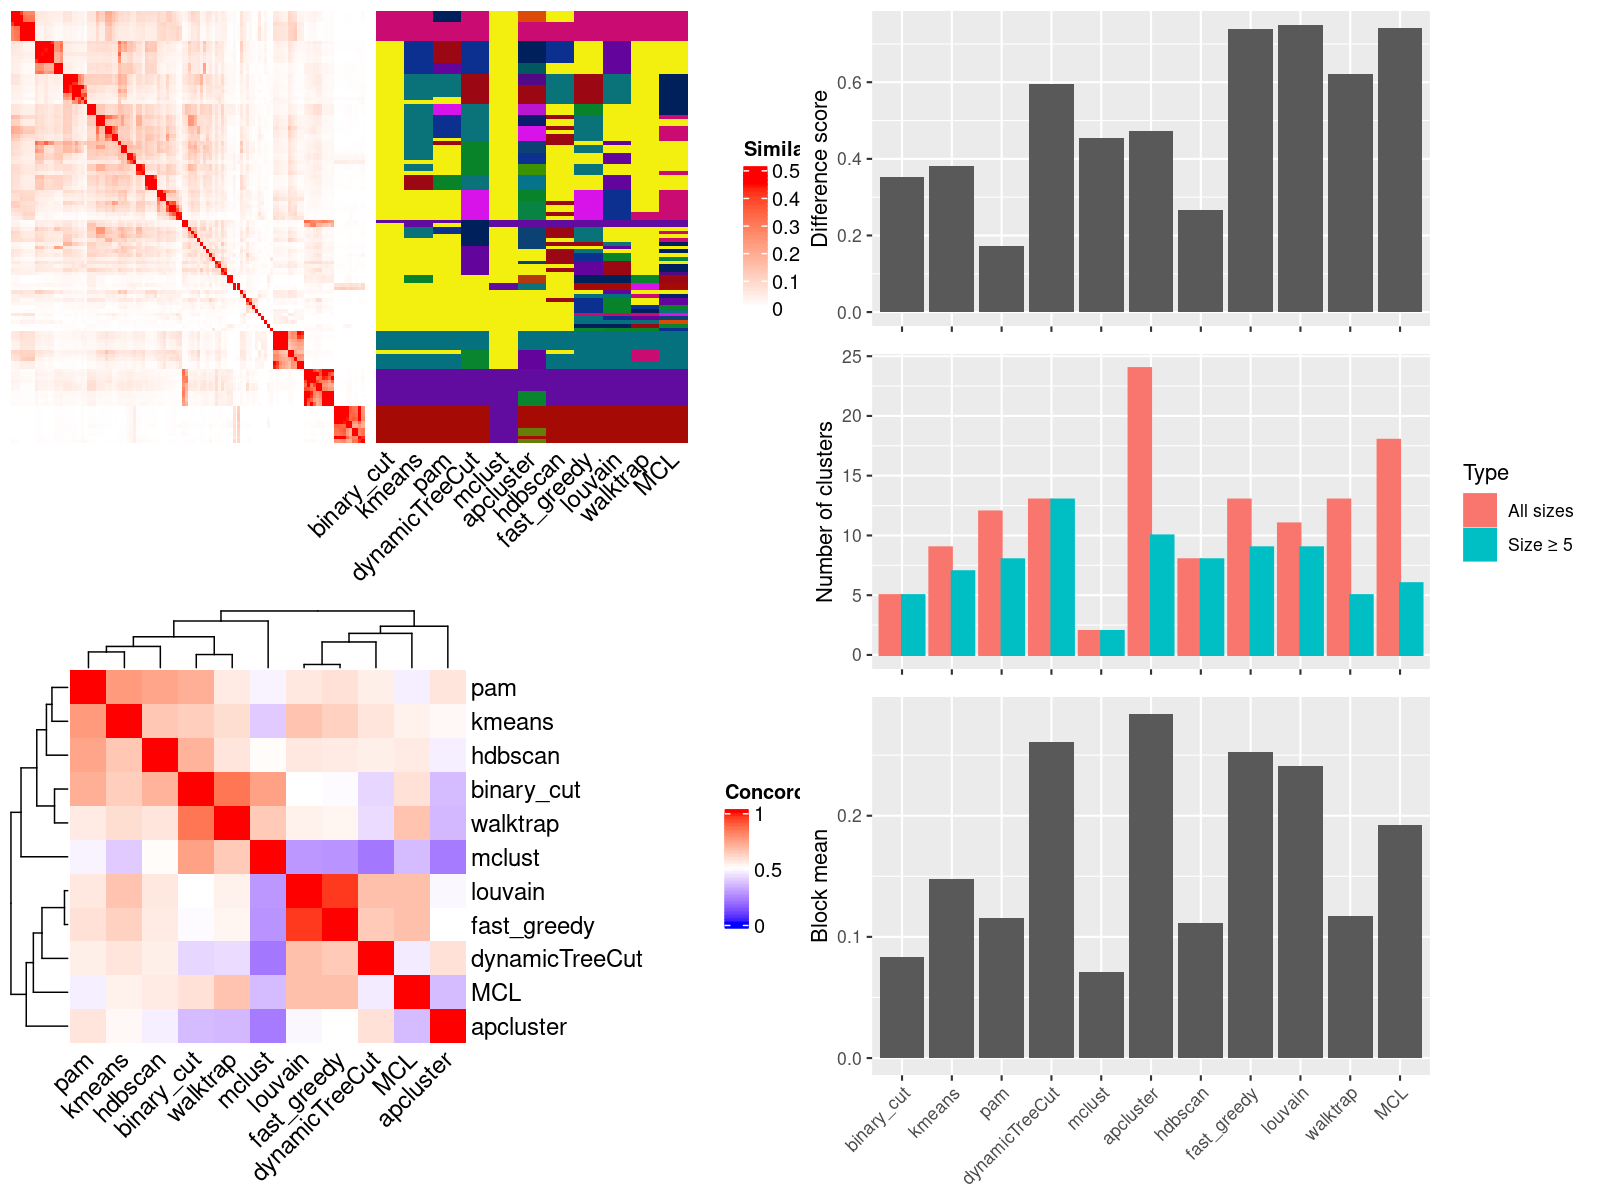 Simila
0.5
0.4
0.3
0.2
0.1
0
binary_cut
kmeans
pam
dynamicTreeCut
mclust
apcluster
hdbscan
fast_greedy
louvain
walktrap
MCL
Difference score
0.6
0.4
0.2
0.0
Number of clusters
25
20
15
10
5
0
Type
All sizes
Size ≥ 5
pam
kmeans
hdbscan
binary_cut
walktrap
mclust
louvain
fast_greedy
dynamicTreeCut
MCL
apcluster
pam
kmeans
hdbscan
binary_cut
walktrap
mclust
louvain
fast_greedy
dynamicTreeCut
MCL
apcluster
Concord
1
0.5
0
Block mean
0.2
0.1
0.0
binary_cut
kmeans
pam
dynamicTreeCut
mclust
apcluster
hdbscan
fast_greedy
louvain
walktrap
MCL